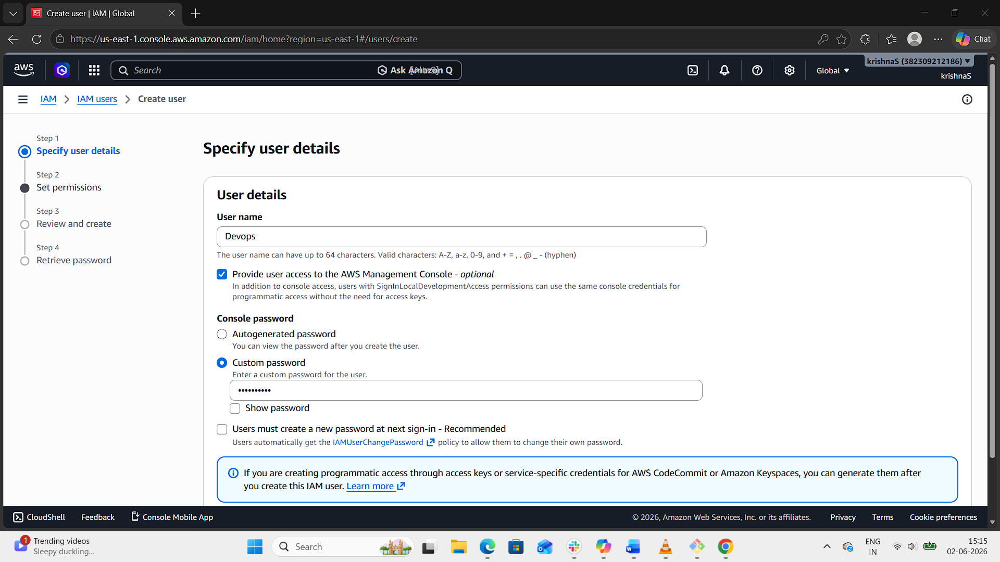 Create user | IAM | Global
https://us-east-1.console.aws.amazon.com/iam/home?region=us-east-1#/users/create
Chat
aws
Search
Ask Amazon Q
Global
krishnaS (382309212186)
krishnaS
IAM
IAM users
Create user
Step 1
Specify user details
Step 2
Set permissions
Step 3
Review and create
Step 4
Retrieve password
Specify user details
User details
User name
Devops
The user name can have up to 64 characters. Valid characters: A-Z, a-z, 0-9, and + = , . @ _ - (hyphen)
Provide user access to the AWS Management Console - optional
In addition to console access, users with SignInLocalDevelopmentAccess permissions can use the same console credentials for
programmatic access without the need for access keys.
Console password
Autogenerated password
You can view the password after you create the user.
Custom password
Enter a custom password for the user.
••••••••••
Show password
Users must create a new password at next sign-in - Recommended
Users automatically get the IAMUserChangePassword policy to allow them to change their own password.
If you are creating programmatic access through access keys or service-specific credentials for AWS CodeCommit or Amazon Keyspaces, you can generate them after
you create this IAM user. Learn more
CloudShell
Feedback
Console Mobile App
© 2026, Amazon Web Services, Inc. or its affiliates.
Privacy
Terms
Cookie preferences
1
Trending videos
Sleepy duckling...
Search
ENG
IN
15:15
02-06-2026